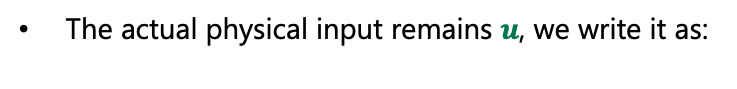 • The actual physical input remains u, we write it as: